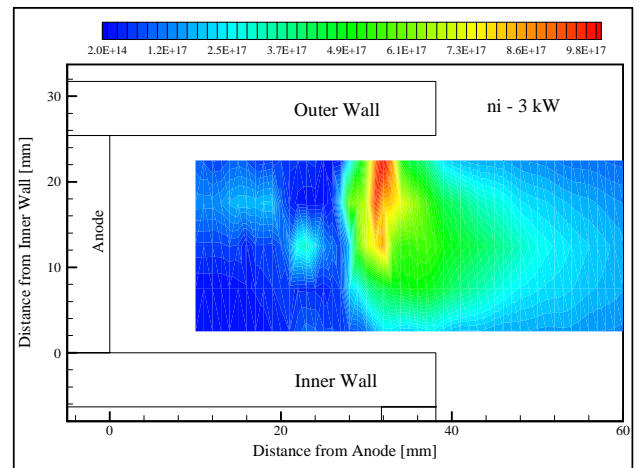 2.0E+14 1.2E+17 2.5E+17 3.7E+17 4.9E+17 6.1E+17 7.3E+17 8.6E+17 9.8E+17
30
Outer Wall
ni - 3 kW
20
Distance from Inner Wall [mm]
Anode
10
0
Inner Wall
0 20 40 60
Distance from Anode [mm]